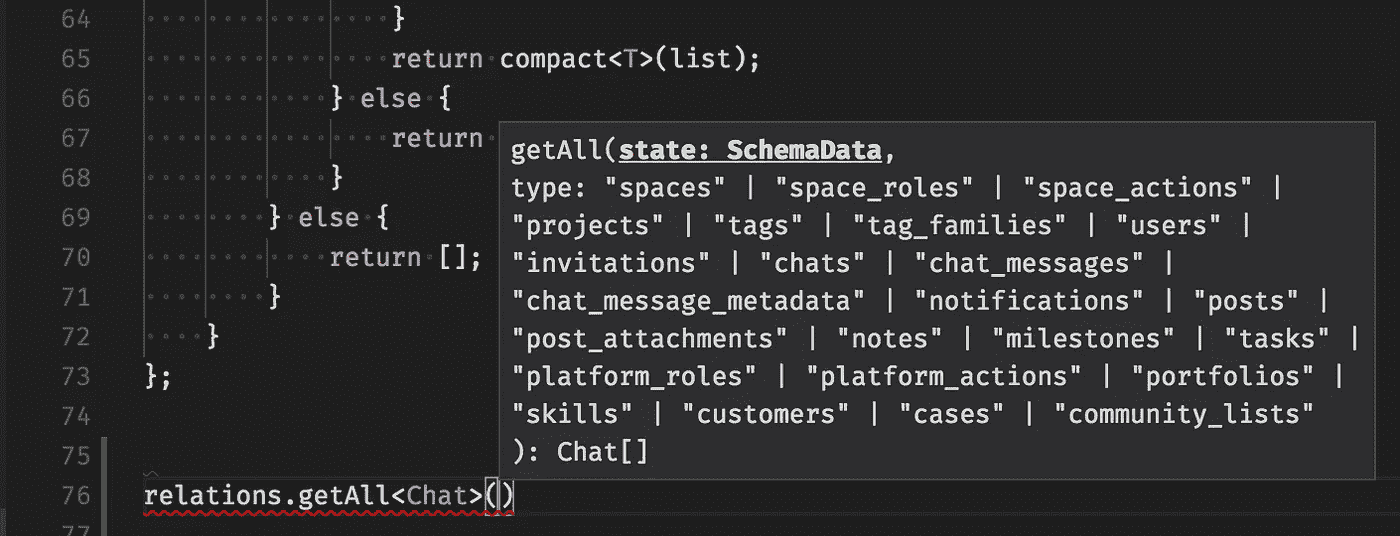 64 }
65 return compact<T>(list);
66 } else {
67 return
68 }
69 } else {
70 return [];
71 }
72 }
73 };
74
75
76 relations.getAll<Chat>()
77
getAll(state: SchemaData,
type: "spaces" | "space_roles" | "space_actions" |
"projects" | "tags" | "tag_families" | "users" |
"invitations" | "chats" | "chat_messages" |
"chat_message_metadata" | "notifications" | "posts" |
"post_attachments" | "notes" | "milestones" | "tasks" |
"platform_roles" | "platform_actions" | "portfolios" |
"skills" | "customers" | "cases" | "community_lists"
): Chat[]